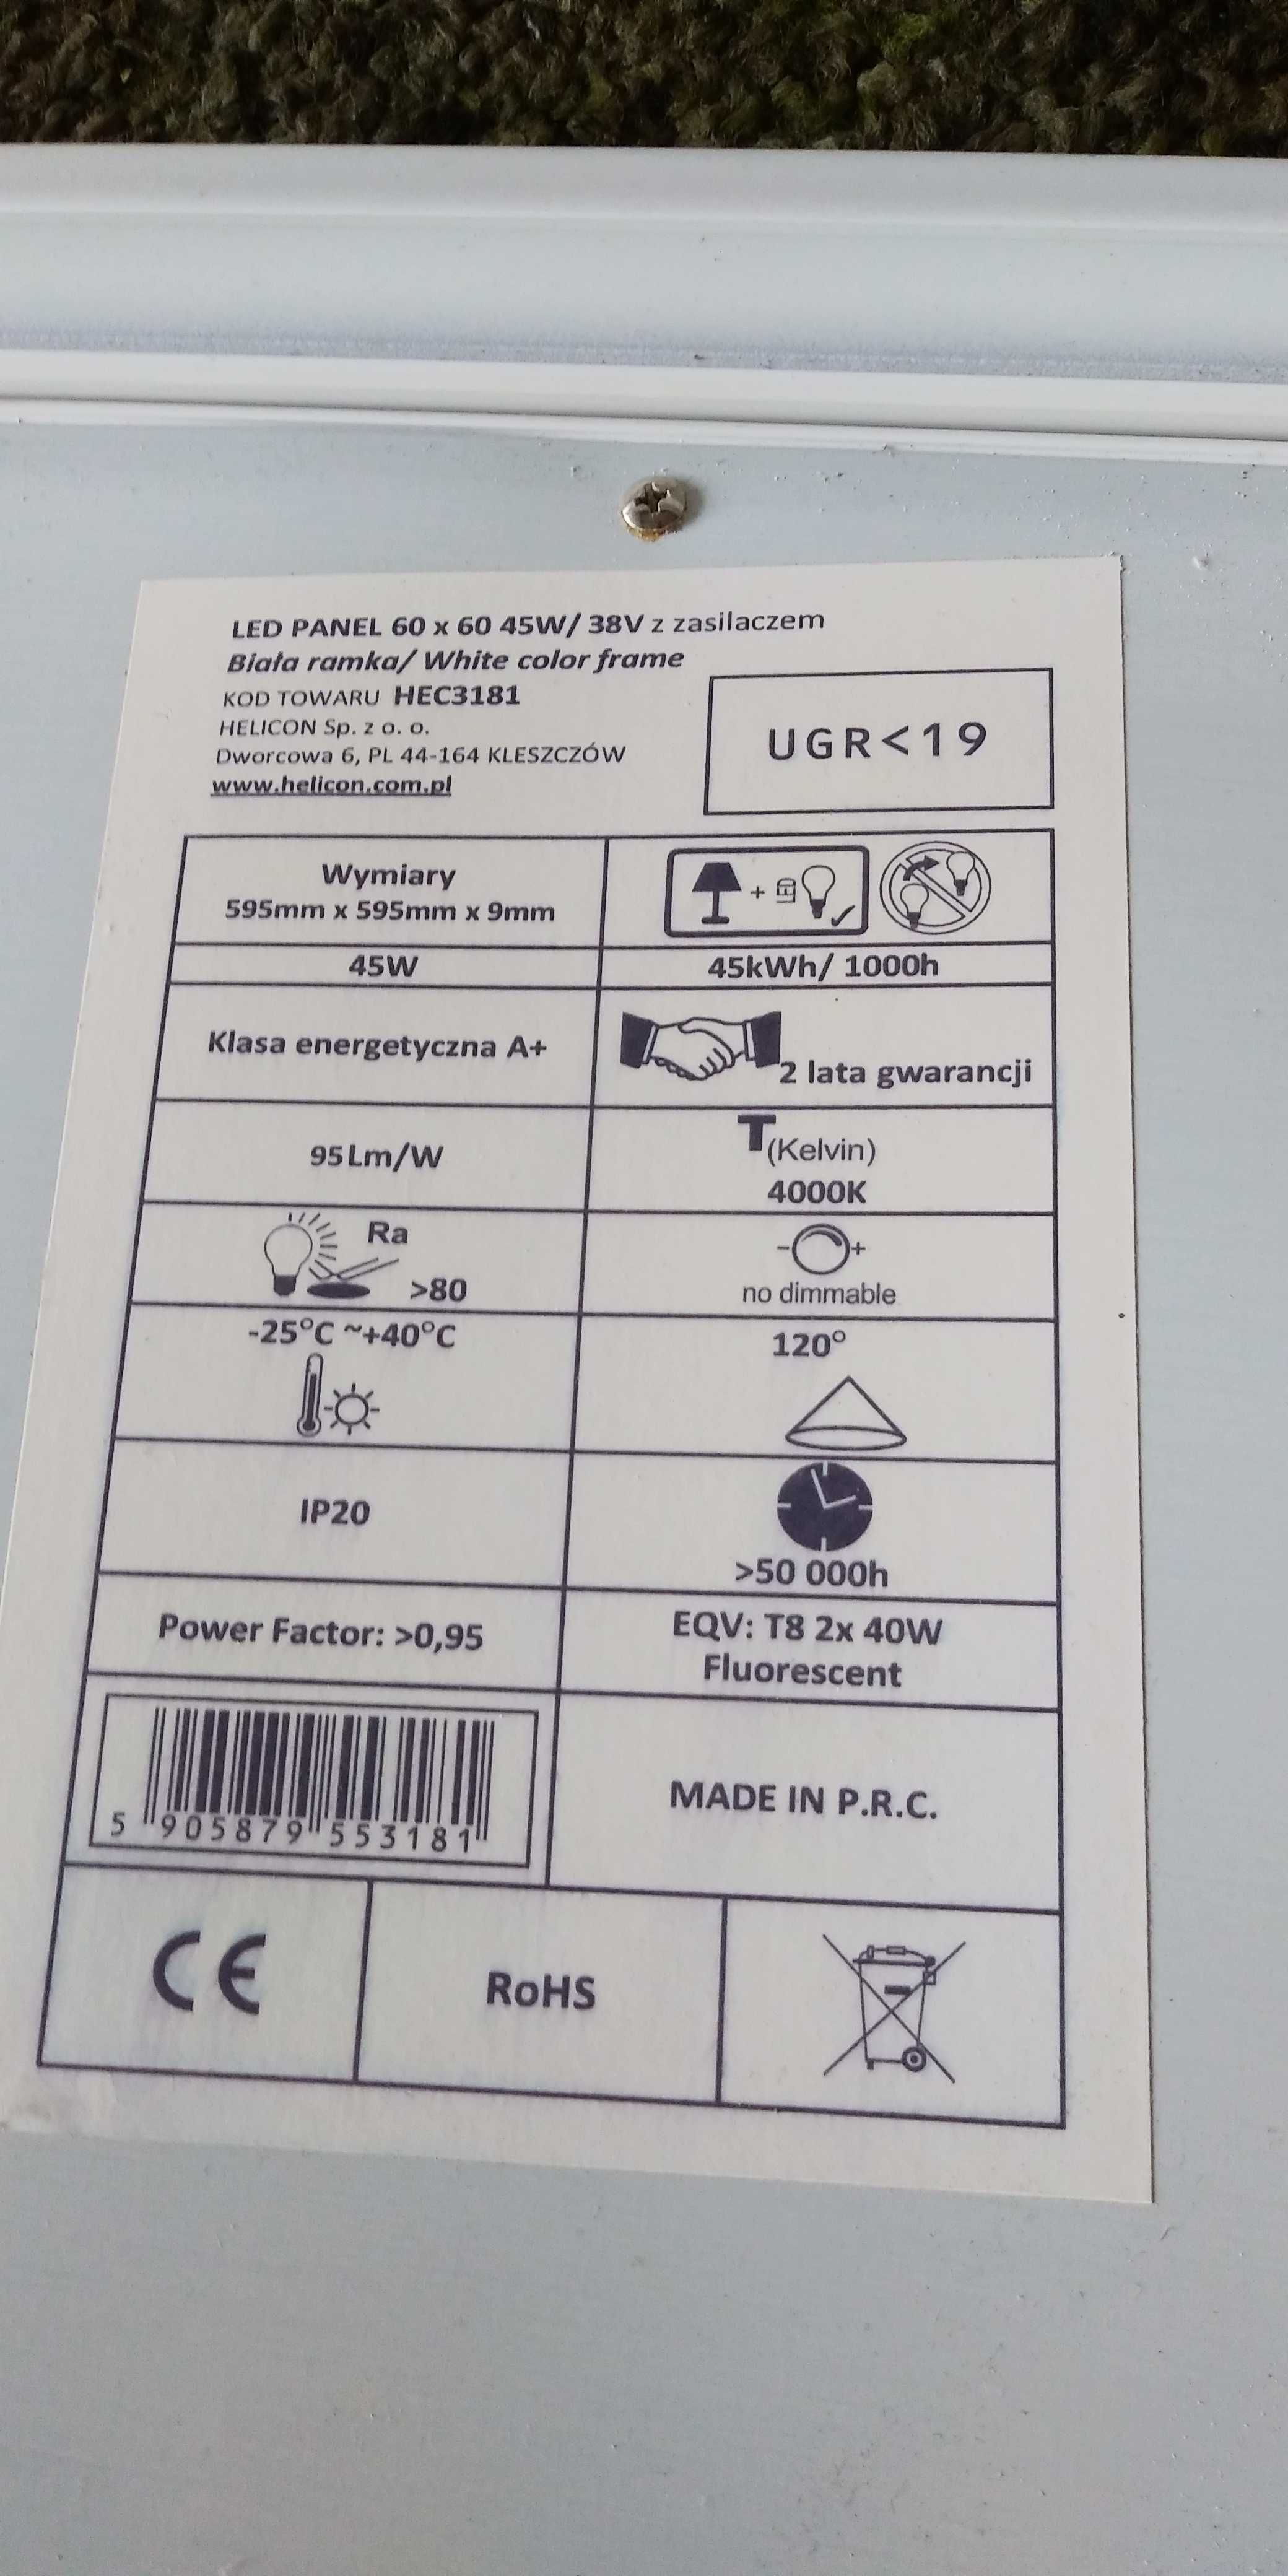 LED PANEL 60 x 60 45W/ 38V z zasilaczem
Biała ramka/ White color frame
KOD TOWARU HEC3181
HELICON Sp. z o. o.
Dworcowa 6, PL 44-164 KLESZCZÓW
www.helicon.com.pl
UGR<19
Wymiary
595mm x 595mm x 9mm
+ LED
45W
45kWh/ 1000h
Klasa energetyczna A+
2 lata gwarancji
95Lm/W
T(Kelvin)
4000K
Ra
>80
- +
no dimmable
-25°C ~+40°C
120°
IP20
>50 000h
Power Factor: >0,95
EQV: T8 2x 40W
Fluorescent
5 905879 553181
MADE IN P.R.C.
CE
RoHS